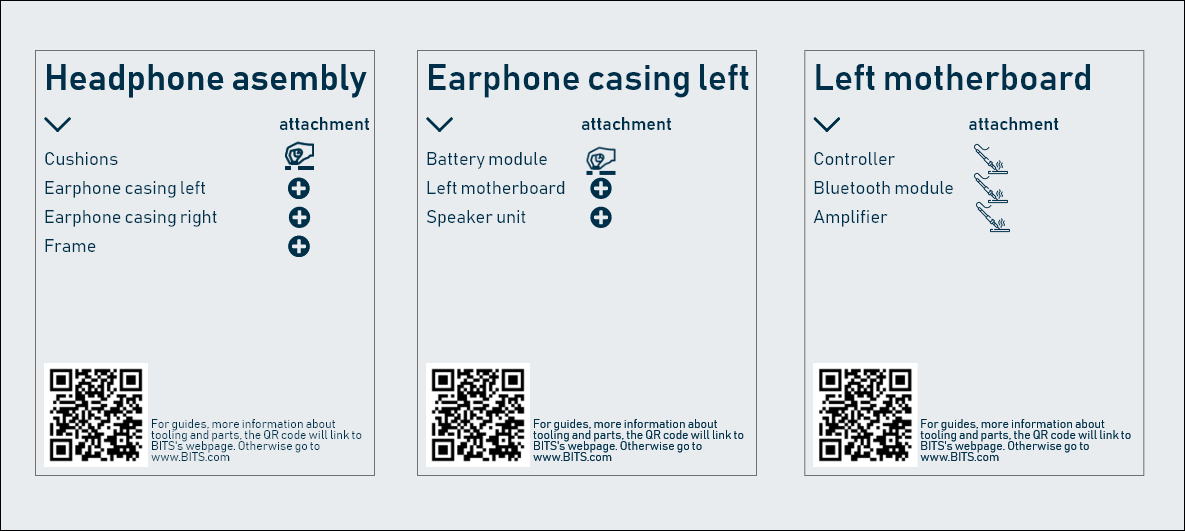 Headphone asembly
attachment
Cushions
Earphone casing left
Earphone casing right
Frame
For guides, more information about
tooling and parts, the QR code will link to
BITS's webpage. Otherwise go to
www.BITS.com
Earphone casing left
attachment
Battery module
Left motherboard
Speaker unit
For guides, more information about
tooling and parts, the QR code will link to
BITS's webpage. Otherwise go to
www.BITS.com
Left motherboard
attachment
Controller
Bluetooth module
Amplifier
For guides, more information about
tooling and parts, the QR code will link to
BITS's webpage. Otherwise go to
www.BITS.com